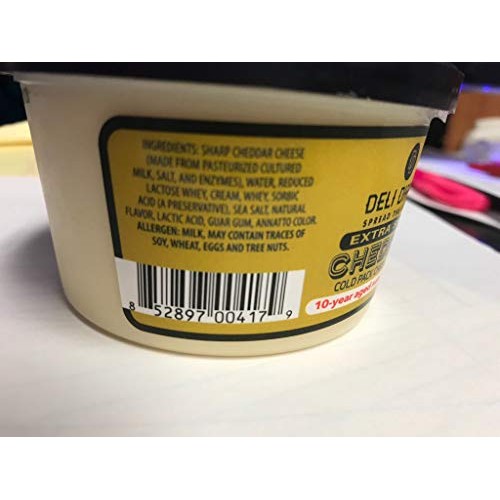 INGREDIENTS: SHARP CHEDDAR CHEESE
(MADE FROM PASTEURIZED CULTURED
MILK, SALT, AND ENZYMES), WATER, REDUCED
LACTOSE WHEY, CREAM, WHEY, SORBIC
ACID (A PRESERVATIVE), SEA SALT, NATURAL
FLAVOR, LACTIC ACID, GUAR GUM, ANNATTO COLOR.
ALLERGEN: MILK, MAY CONTAIN TRACES OF
SOY, WHEAT, EGGS AND TREE NUTS.
8 52897 00417 9
DELI
SPREAD
EXTRA
COLD PACK
10-year aged